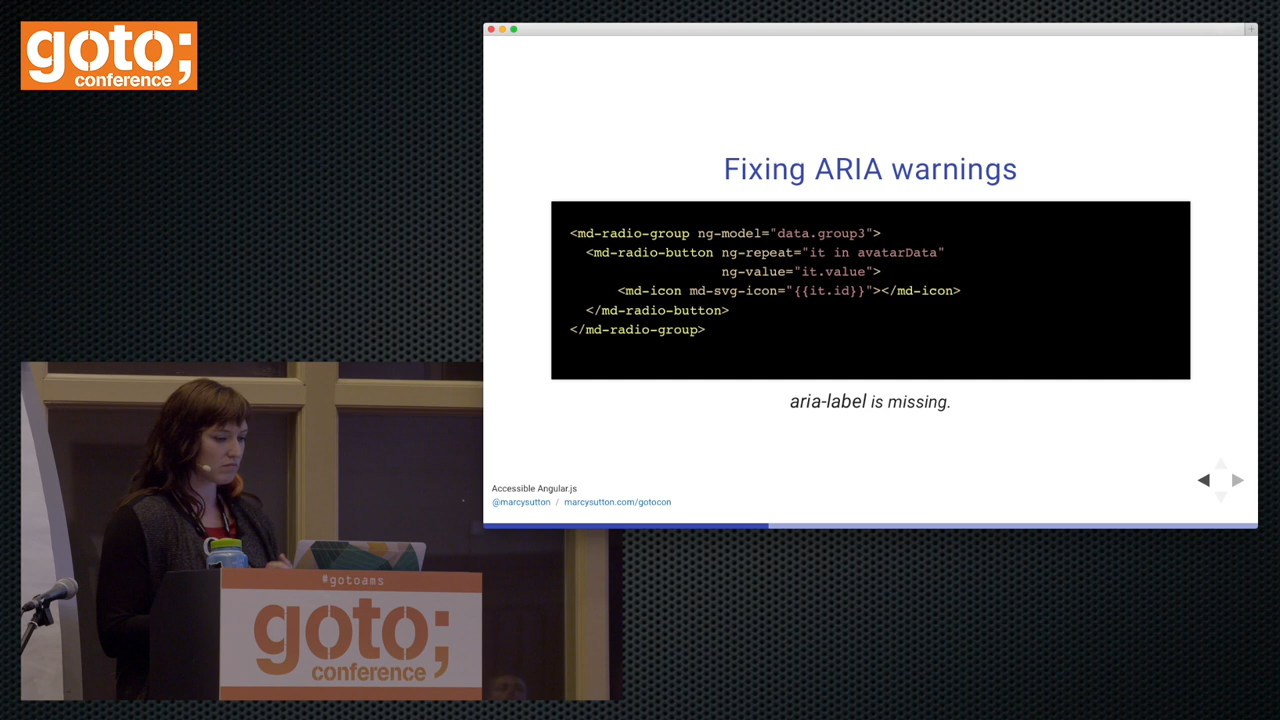 goto;
conference
Fixing ARIA warnings
<md-radio-group ng-model="data.group3">
<md-radio-button ng-repeat="it in avatarData"
ng-value="it.value">
<md-icon md-svg-icon="{{it.id}}"></md-icon>
</md-radio-button>
</md-radio-group>
aria-label is missing.
Accessible Angular.js
@marcysutton / marcysutton.com/gotocon
#gotoams
goto;
conference